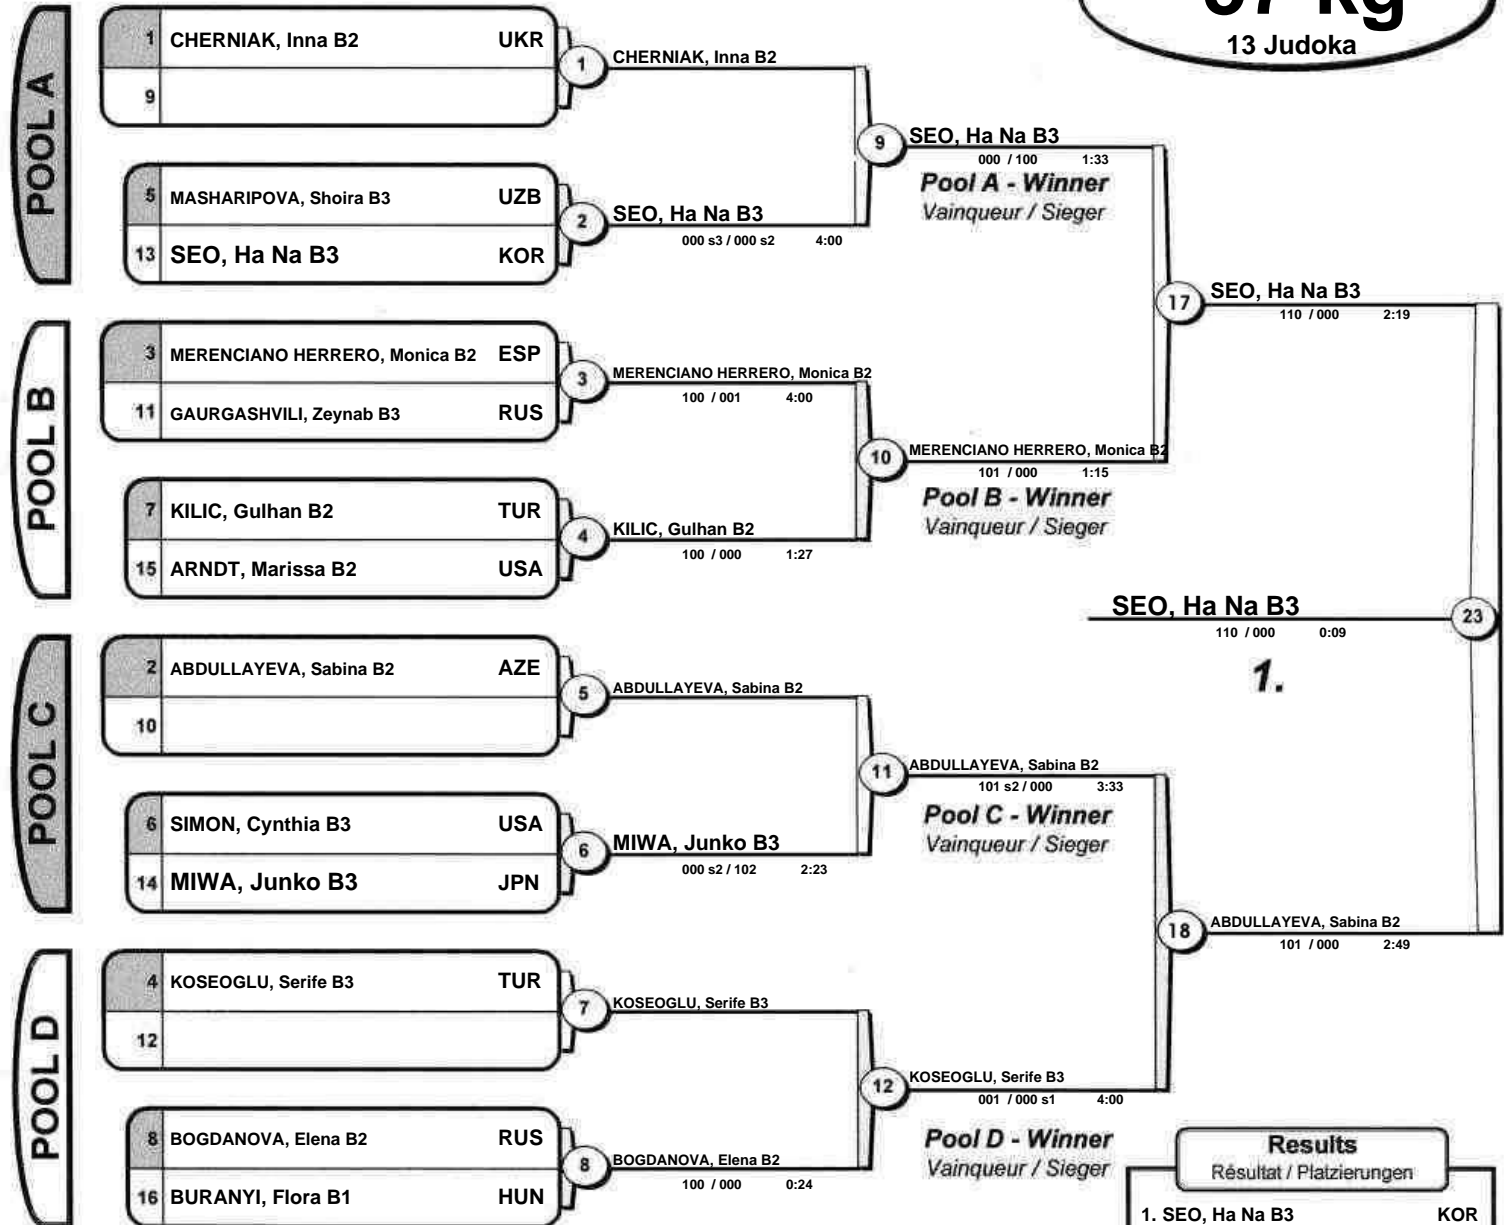 13 Judoka
POOL A
1 CHERNIAK, Inna B2 UKR
9
1 CHERNIAK, Inna B2
5 MASHARIPOVA, Shoira B3 UZB
13 SEO, Ha Na B3 KOR
2 SEO, Ha Na B3
000 s3 / 000 s2 4:00
9 SEO, Ha Na B3
000 / 100 1:33
Pool A - Winner
Vainqueur / Sieger
POOL B
3 MERENCIANO HERRERO, Monica B2 ESP
11 GAURGASHVILI, Zeynab B3 RUS
3 MERENCIANO HERRERO, Monica B2
100 / 001 4:00
7 KILIC, Gulhan B2 TUR
15 ARNDT, Marissa B2 USA
4 KILIC, Gulhan B2
100 / 000 1:27
10 MERENCIANO HERRERO, Monica B2
101 / 000 1:15
Pool B - Winner
Vainqueur / Sieger
17 SEO, Ha Na B3
110 / 000 2:19
SEO, Ha Na B3 23
110 / 000 0:09
1.
POOL C
2 ABDULLAYEVA, Sabina B2 AZE
10
5 ABDULLAYEVA, Sabina B2
6 SIMON, Cynthia B3 USA
14 MIWA, Junko B3 JPN
6 MIWA, Junko B3
000 s2 / 102 2:23
11 ABDULLAYEVA, Sabina B2
101 s2 / 000 3:33
Pool C - Winner
Vainqueur / Sieger
POOL D
4 KOSEOGLU, Serife B3 TUR
12
7 KOSEOGLU, Serife B3
8 BOGDANOVA, Elena B2 RUS
16 BURANYI, Flora B1 HUN
8 BOGDANOVA, Elena B2
100 / 000 0:24
12 KOSEOGLU, Serife B3
001 / 000 s1 4:00
Pool D - Winner
Vainqueur / Sieger
18 ABDULLAYEVA, Sabina B2
101 / 000 2:49
Results
Résultat / Platzierungen
1. SEO, Ha Na B3 KOR